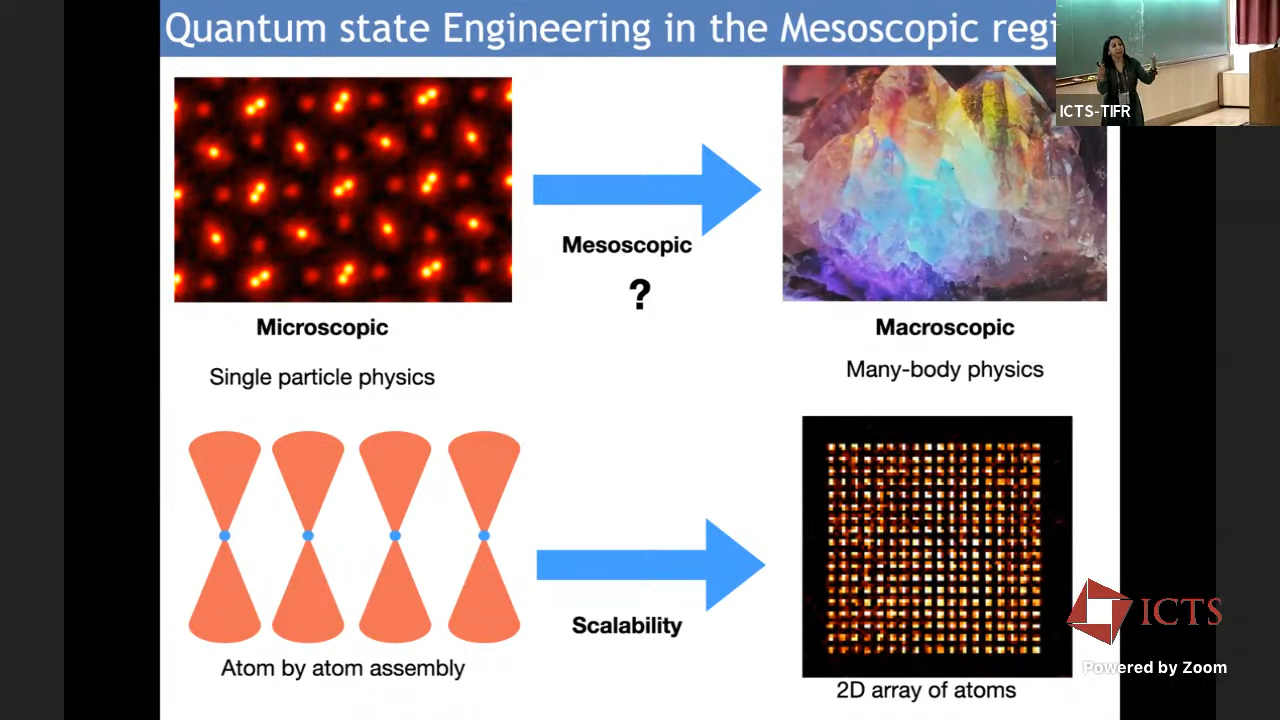 Quantum state Engineering in the Mesoscopic regi
ICTS-TIFR
Mesoscopic
?
Microscopic
Macroscopic
Single particle physics
Many-body physics
Scalability
Atom by atom assembly
2D array of atoms
ICTS
Powered by Zoom